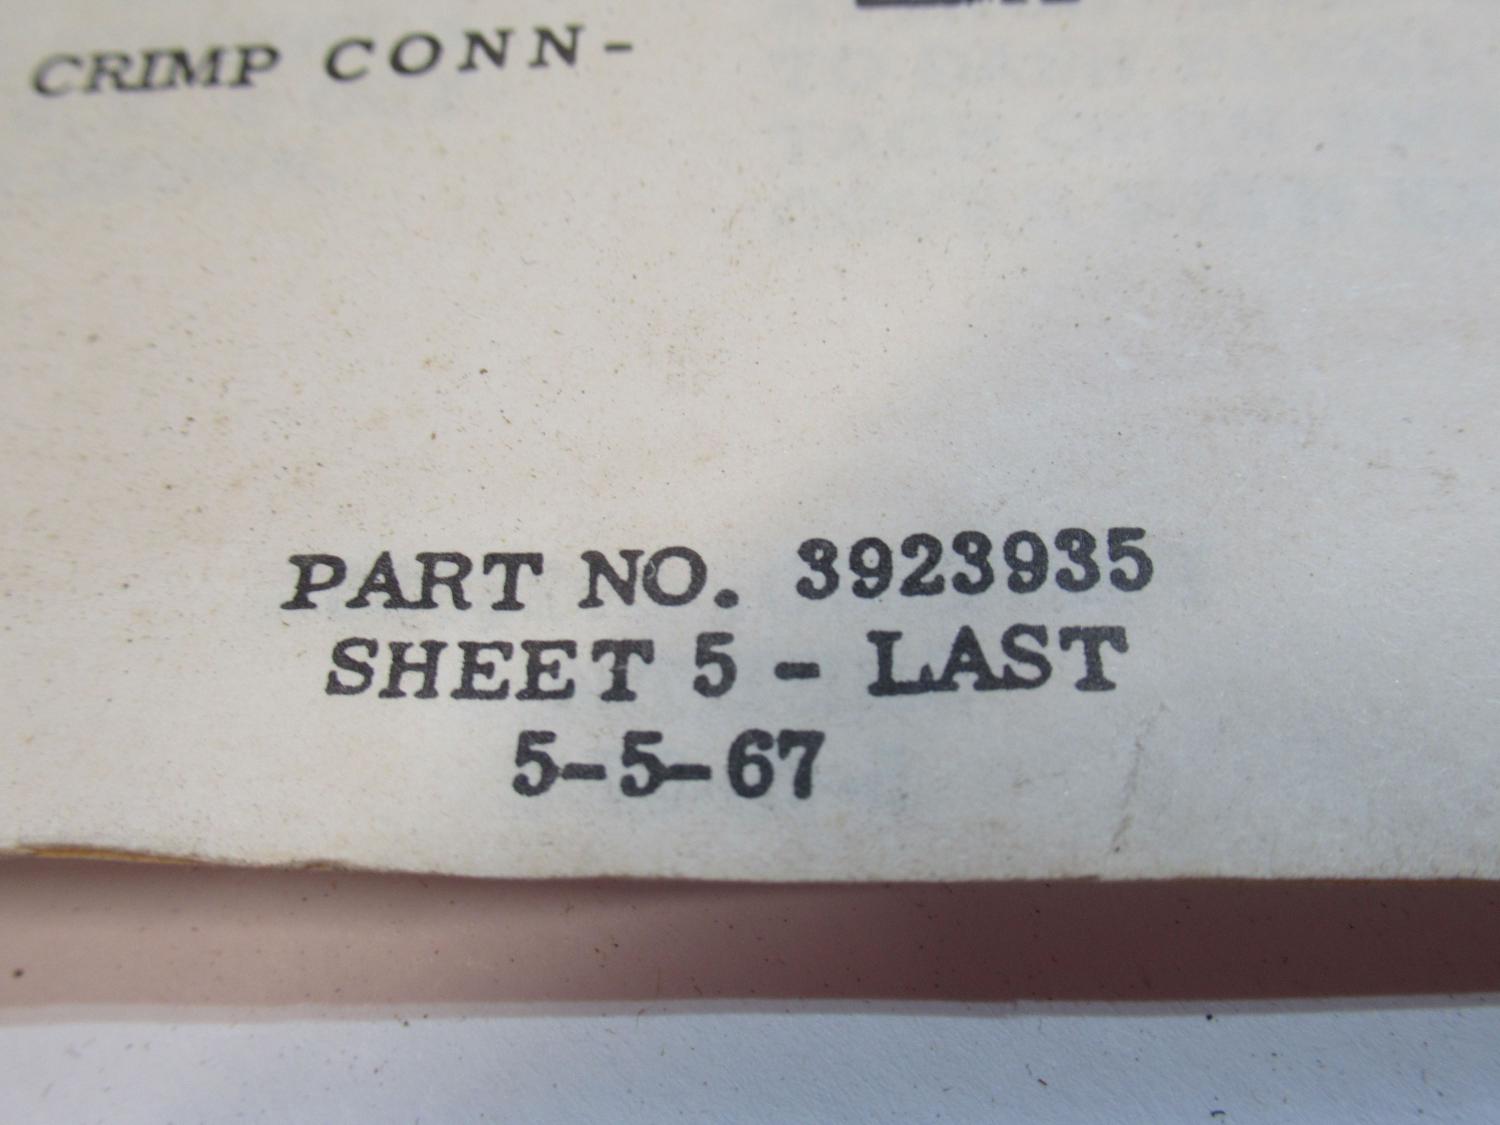 CRIMP CONN-
PART NO. 3923935
SHEET 5 - LAST
5-5-67